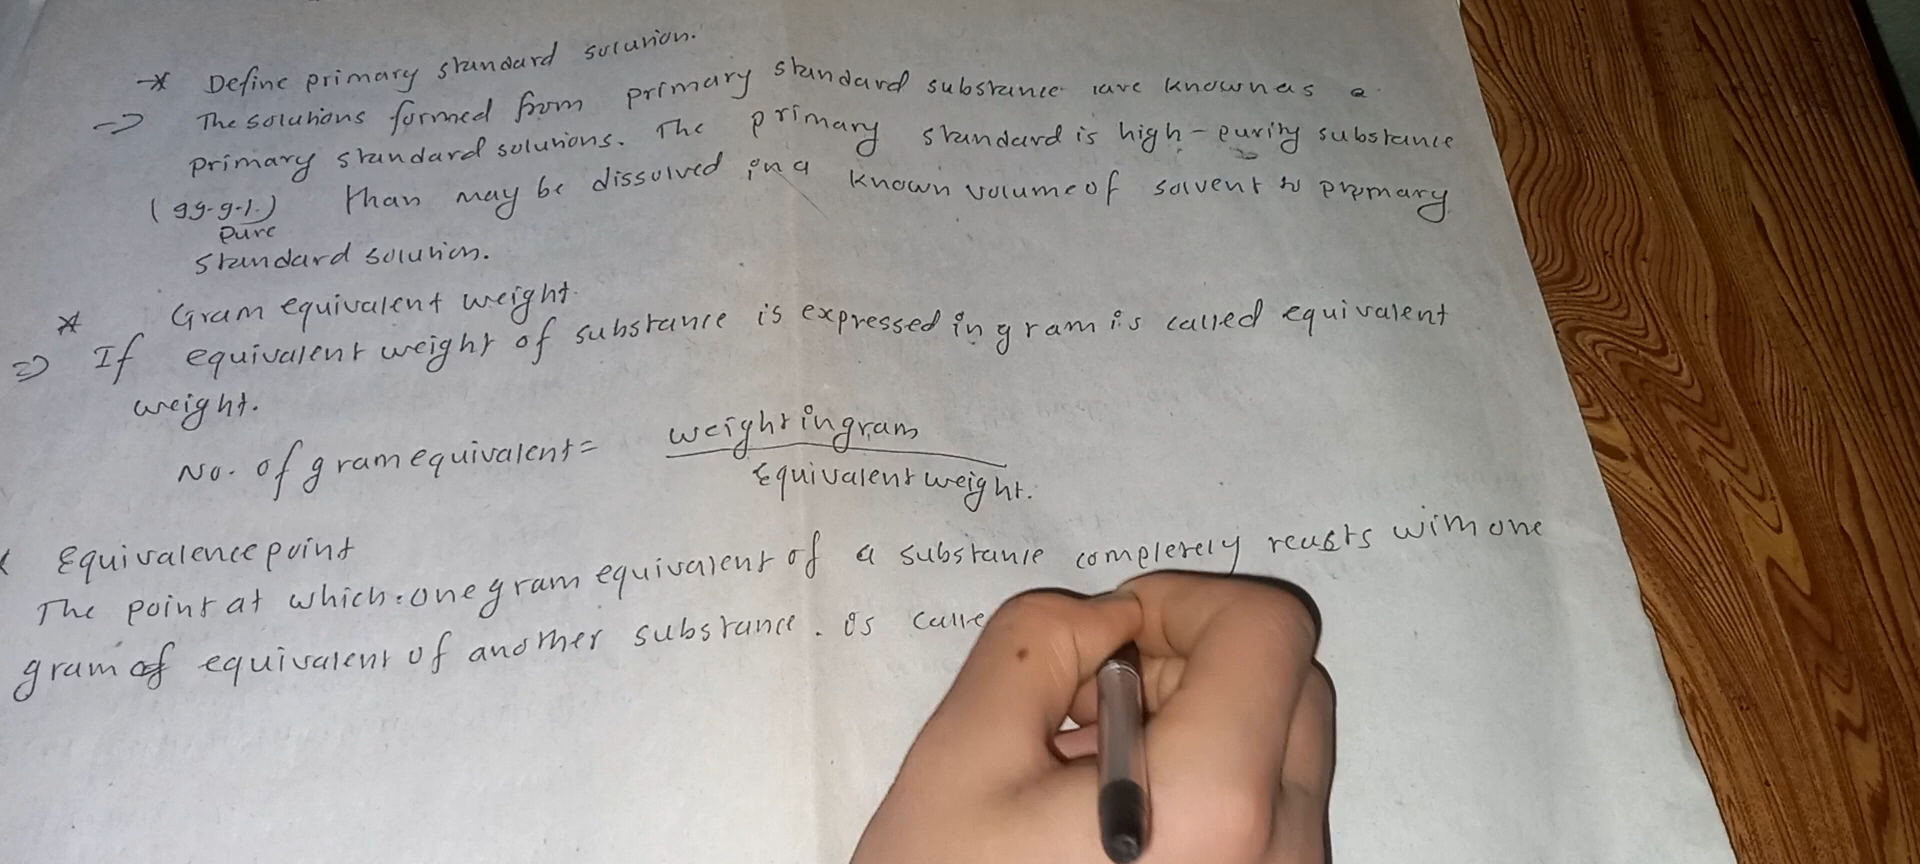 * Define primary standard solution.
=> The solutions formed from primary standard substance are known as a
primary standard solutions. The primary standard is high-purity substance
(99.9%) than may be dissolved in a known volume of solvent to prpmary
pure
standard solution.
* Gram equivalent weight.
=> If equivalent weight of substance is expressed in gram is called equivalent
weight.
No. of gram equivalent = weight in gram
Equivalent weight.
Equivalence point
The point at which one gram equivalent of a substance completely reacts with one
gram of equivalent of another substance. is calle